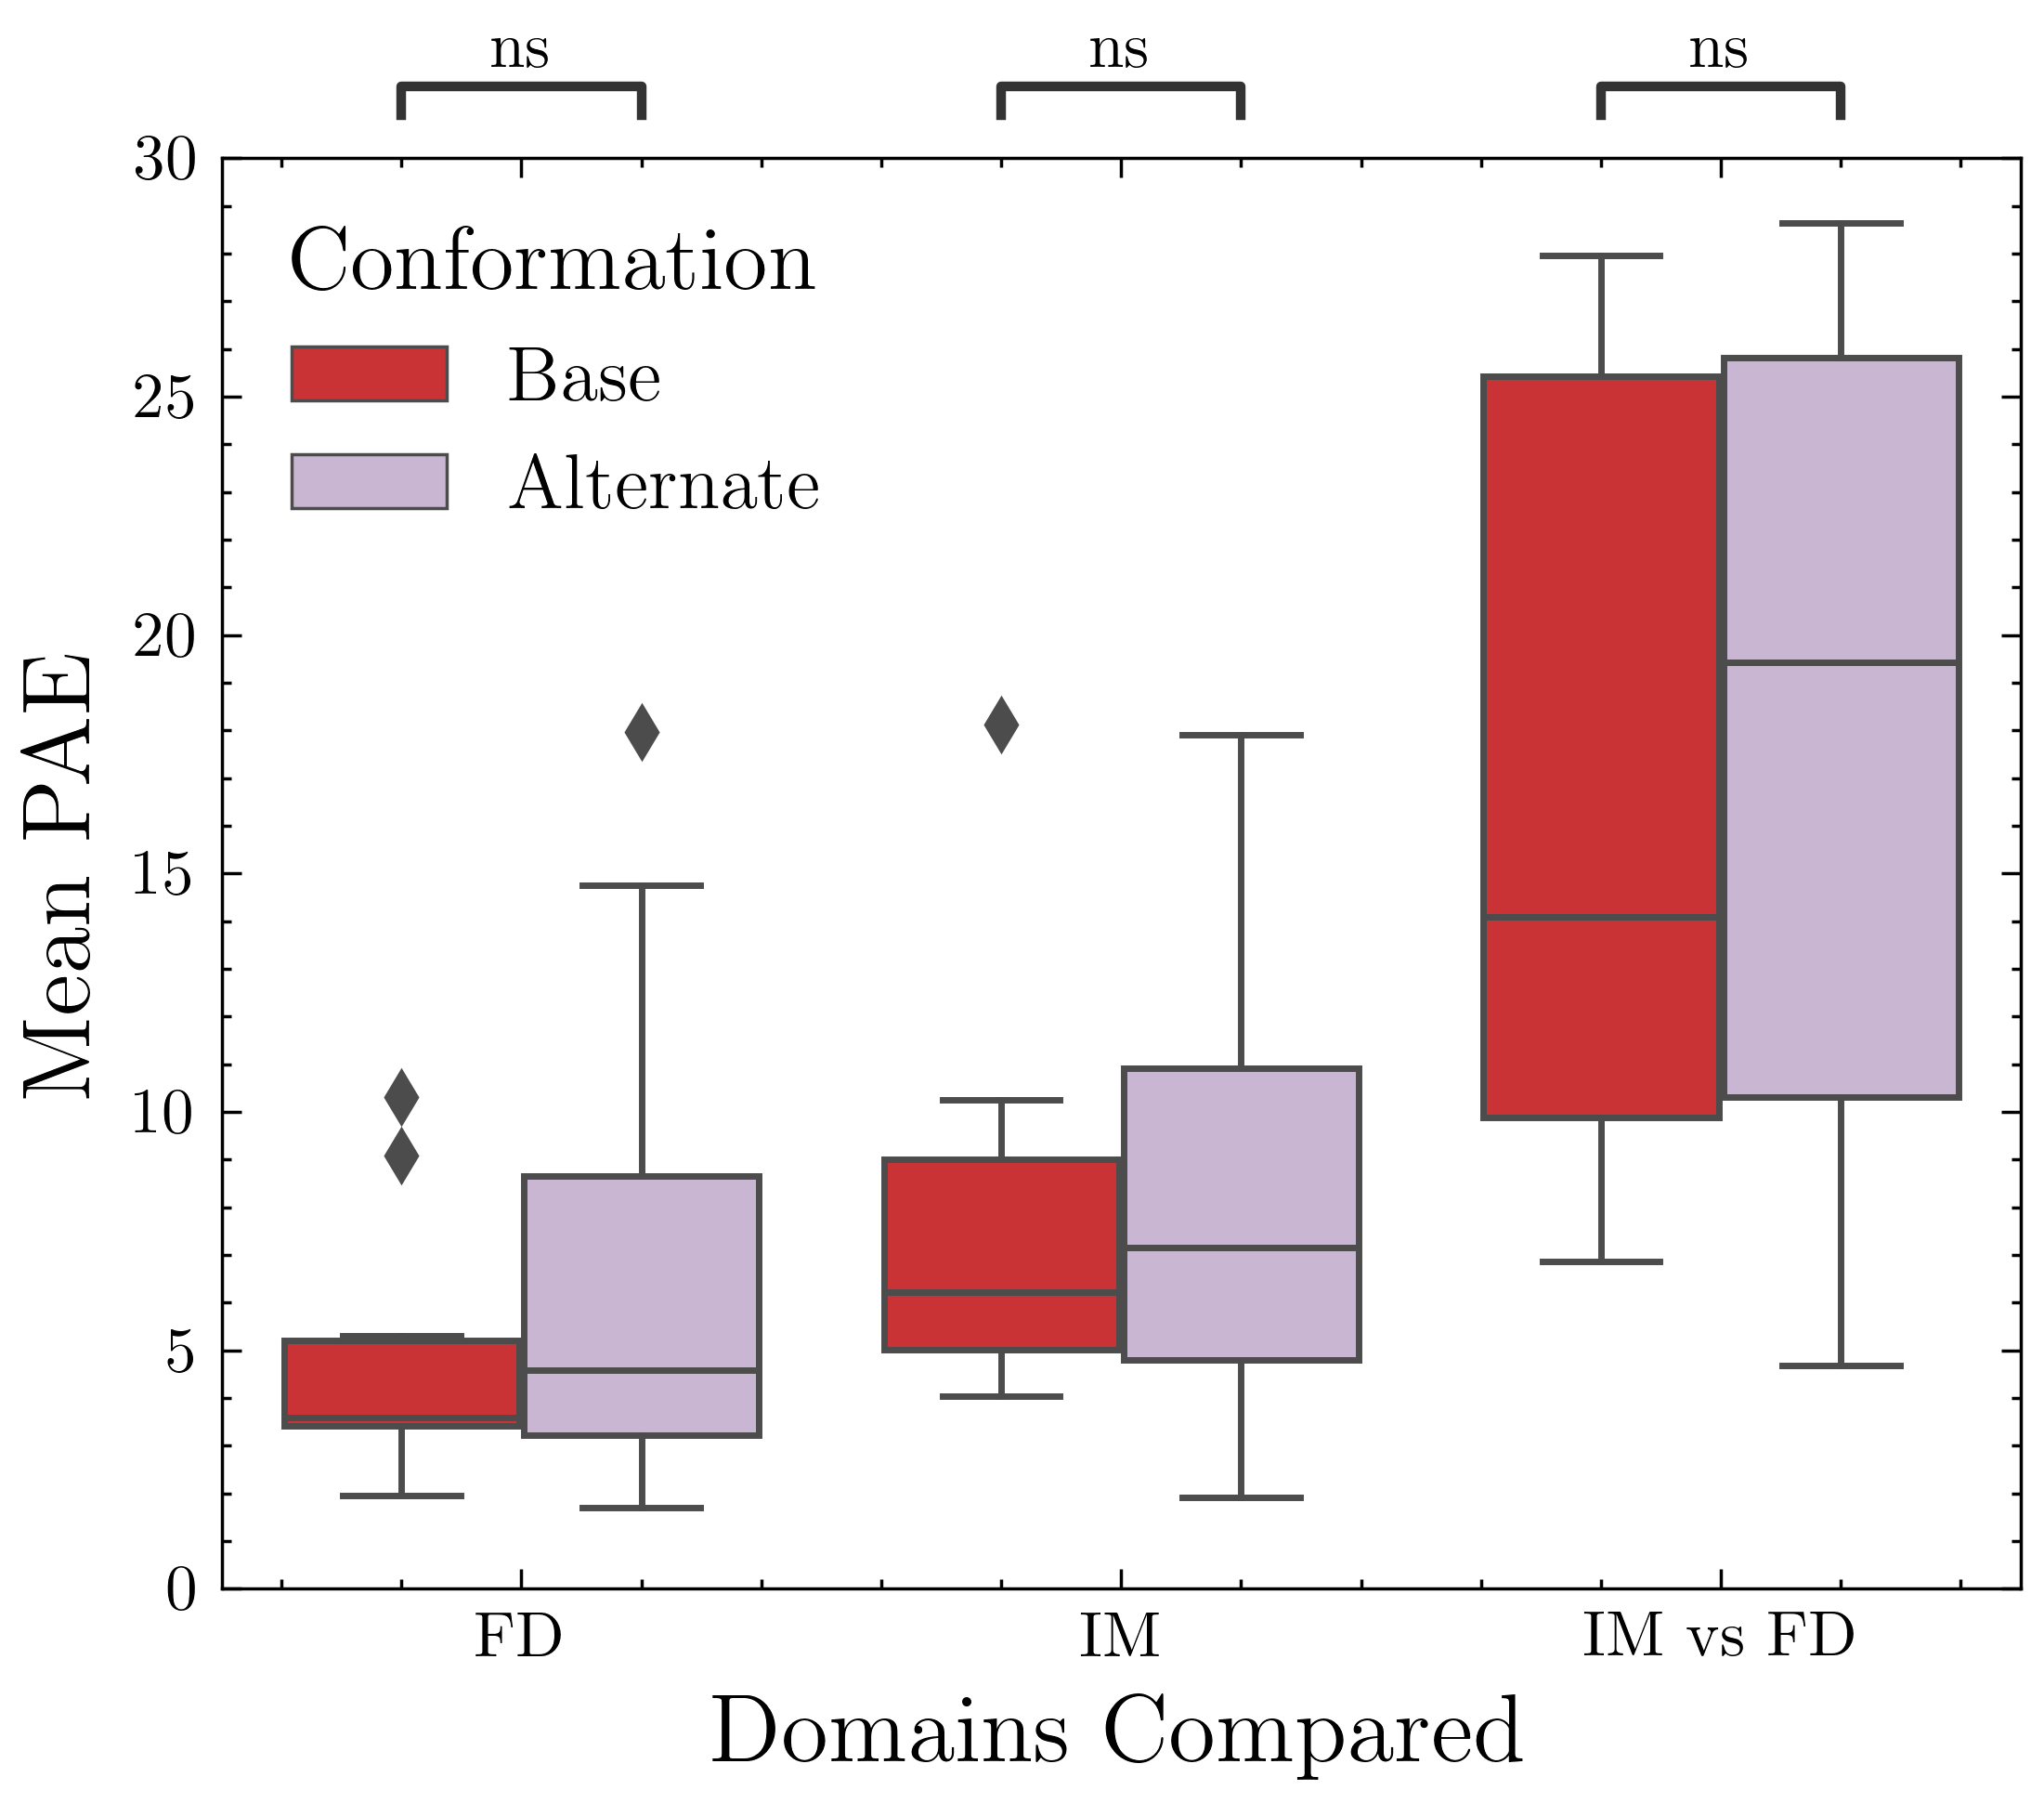 ns ns ns
30
Conformation
Base
25
Alternate
20
15
10
5
0
Mean PAE
FD IM IM vs FD
Domains Compared